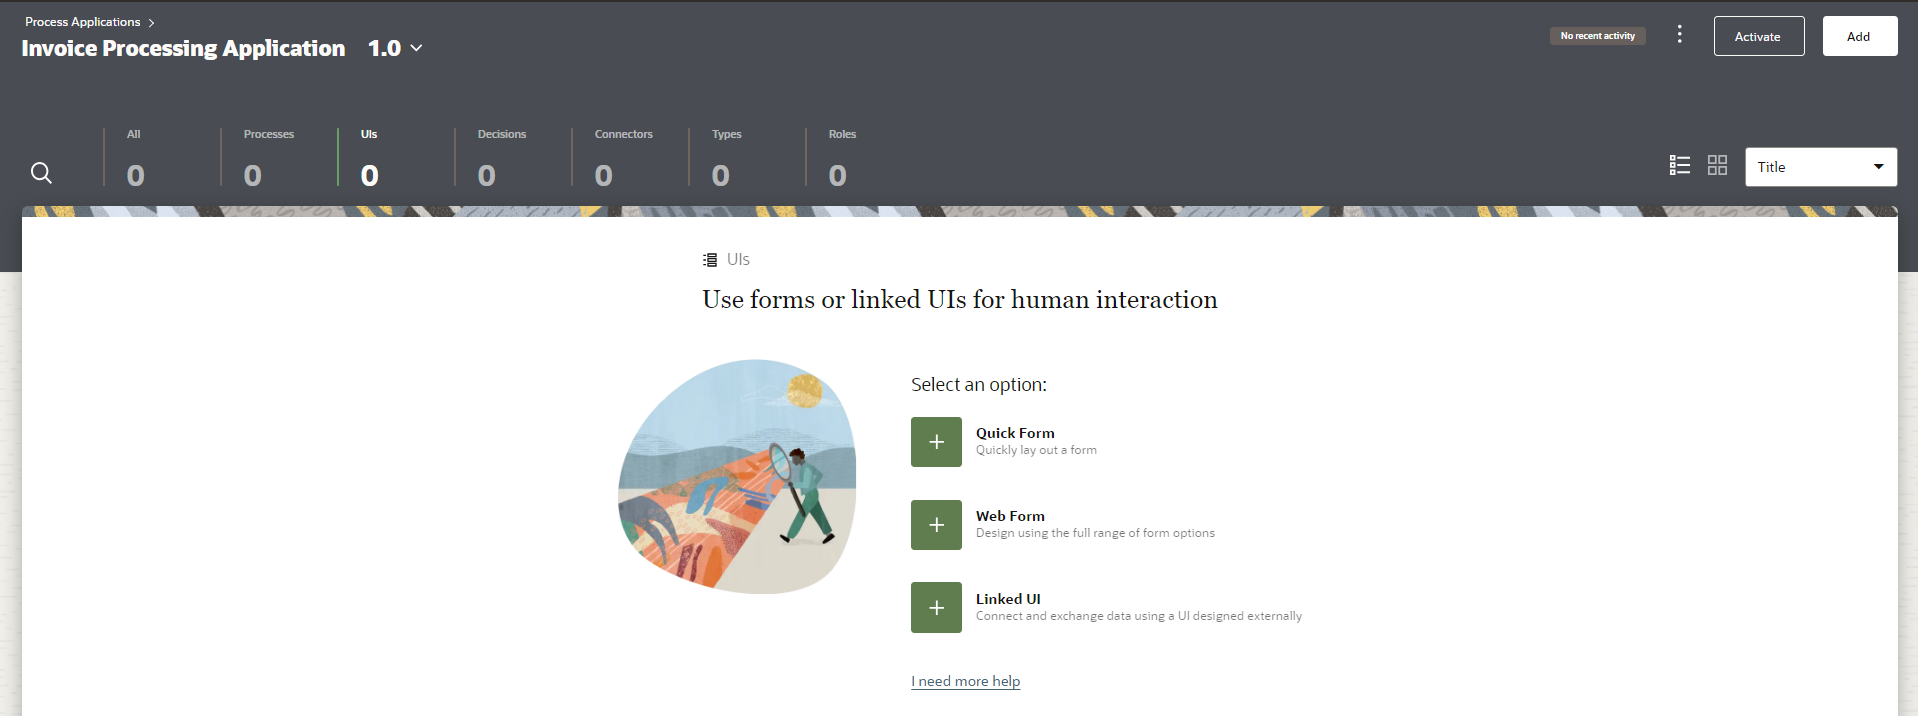 Process Applications
Invoice Processing Application 1.0
No recent activity
Activate
Add
All
0
Processes
0
UIs
0
Decisions
0
Connectors
0
Types
0
Roles
0
Title
UIs
Use forms or linked UIs for human interaction
Select an option:
Quick Form
Quickly lay out a form
Web Form
Design using the full range of form options
Linked UI
Connect and exchange data using a UI designed externally
I need more help